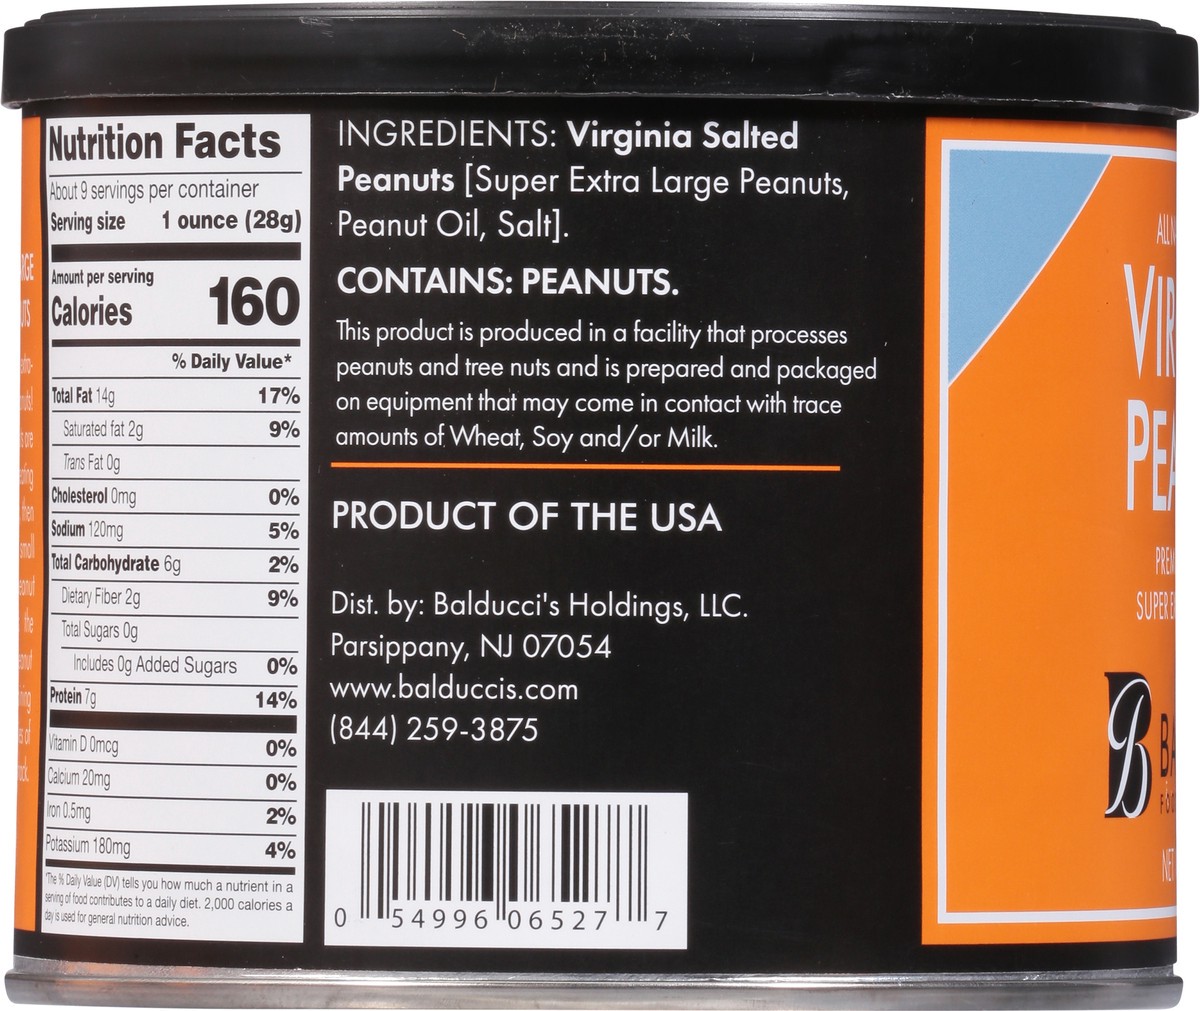 Nutrition Facts
About 9 servings per container
Serving size 1 ounce (28g)
Amount per serving
Calories 160
% Daily Value*
Total Fat 14g 17%
Saturated fat 2g 9%
Trans Fat 0g
Cholesterol 0mg 0%
Sodium 120mg 5%
Total Carbohydrate 6g 2%
Dietary Fiber 2g 9%
Total Sugars 0g
Includes 0g Added Sugars 0%
Protein 7g 14%
Vitamin D 0mcg 0%
Calcium 20mg 0%
Iron 0.5mg 2%
Potassium 180mg 4%
*The % Daily Value (DV) tells you how much a nutrient in a
serving of food contributes to a daily diet. 2,000 calories a
day is used for general nutrition advice.
INGREDIENTS: Virginia Salted
Peanuts [Super Extra Large Peanuts,
Peanut Oil, Salt].
CONTAINS: PEANUTS.
This product is produced in a facility that processes
peanuts and tree nuts and is prepared and packaged
on equipment that may come in contact with trace
amounts of Wheat, Soy and/or Milk.
PRODUCT OF THE USA
Dist. by: Balducci's Holdings, LLC.
Parsippany, NJ 07054
www.balduccis.com
(844) 259-3875
0 54996 06527 7
ALL
VIR
PEA
PREM
SUPER E
B
BA
NET